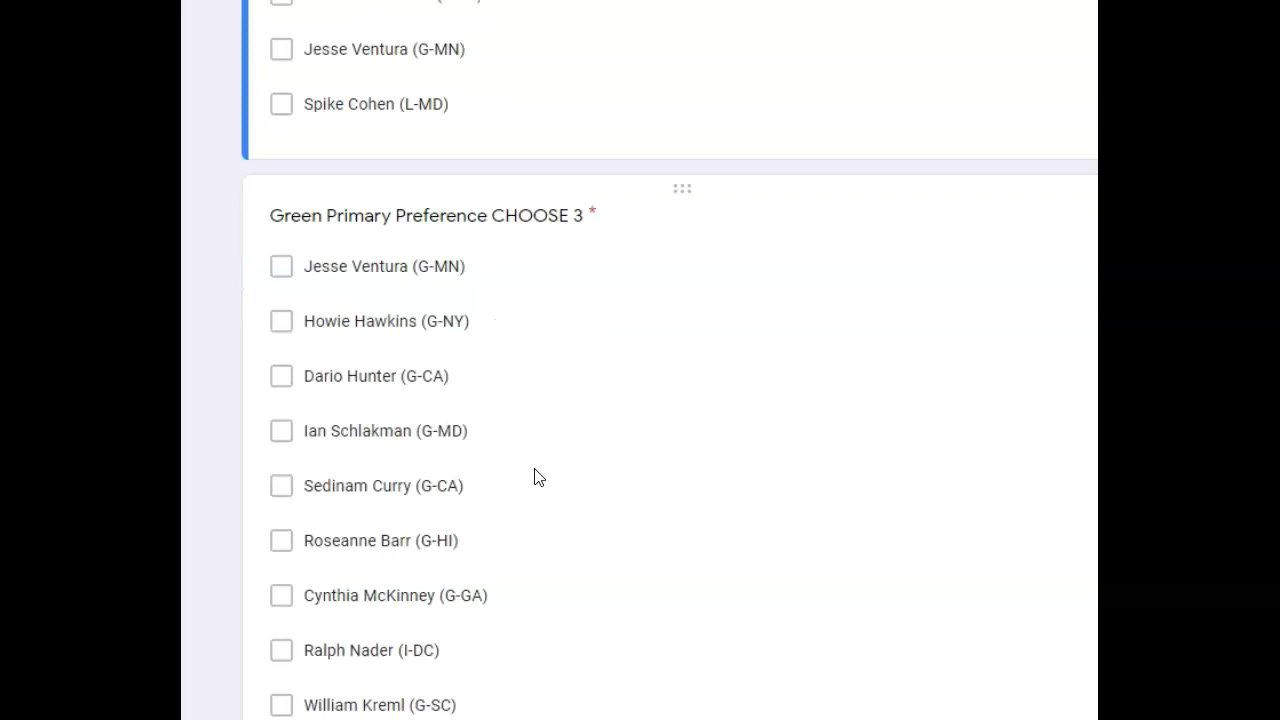 Jesse Ventura (G-MN)
Spike Cohen (L-MD)
Green Primary Preference CHOOSE 3 *
Jesse Ventura (G-MN)
Howie Hawkins (G-NY)
Dario Hunter (G-CA)
Ian Schlakman (G-MD)
Sedinam Curry (G-CA)
Roseanne Barr (G-HI)
Cynthia McKinney (G-GA)
Ralph Nader (I-DC)
William Kreml (G-SC)